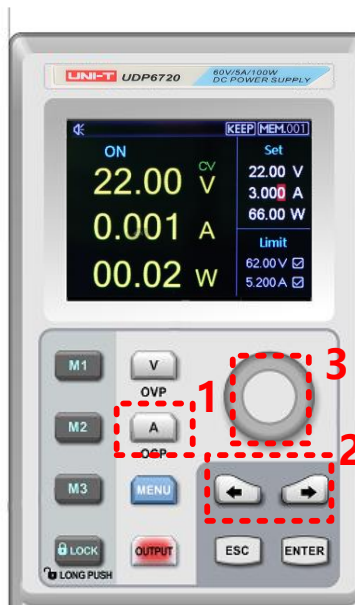 UNI-T UDP6720 60V/5A/100W
DC POWER SUPPLY
KEEP MEM.001
ON Set
CV
22.00 V 22.00 V
3.000 A
0.001 A 66.00 W
Limit
00.02 W 62.00 V
5.200 A
3
M1 V
OVP
1
M2 A
OCP
2
M3 MENU
LOCK OUTPUT ESC ENTER
LONG PUSH